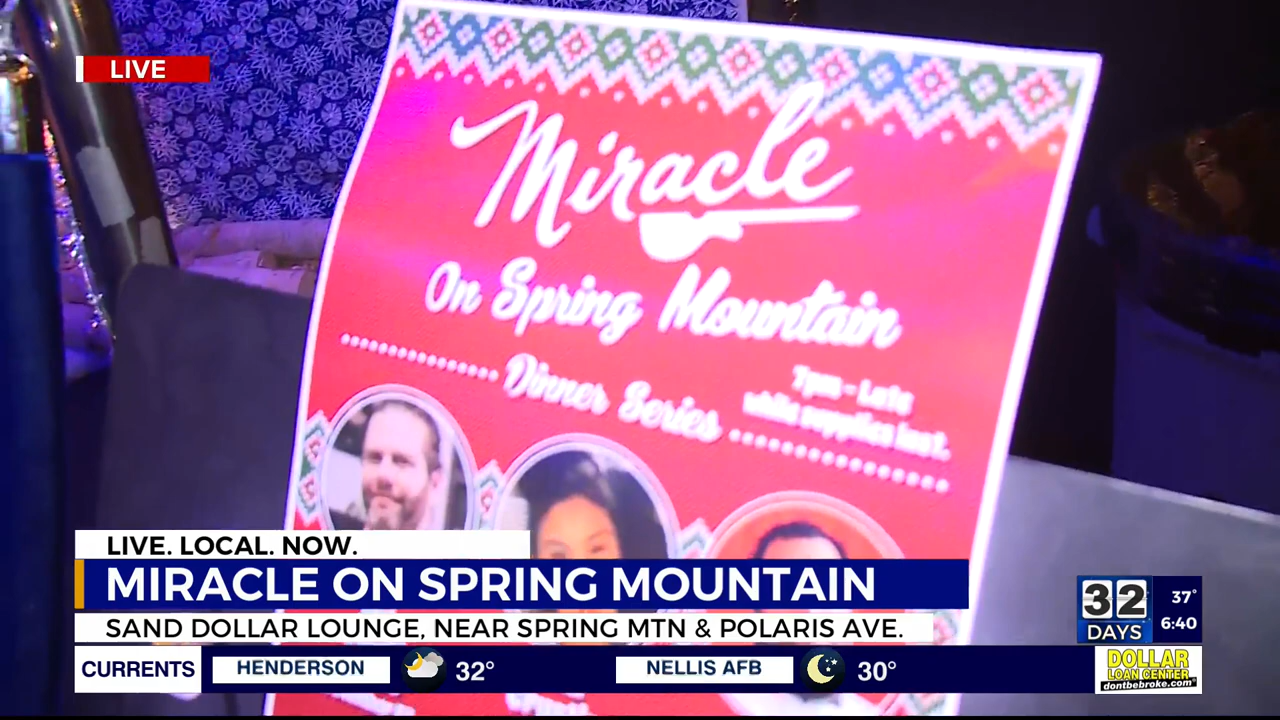 LIVE
Miracle
On Spring Mountain
Dinner Series
7pm - Late
while supplies last.
LIVE. LOCAL. NOW.
MIRACLE ON SPRING MOUNTAIN
SAND DOLLAR LOUNGE, NEAR SPRING MTN & POLARIS AVE.
32
DAYS
37°
6:40
CURRENTS
HENDERSON
32°
NELLIS AFB
30°
DOLLAR
LOAN CENTER
dontbebroke.com